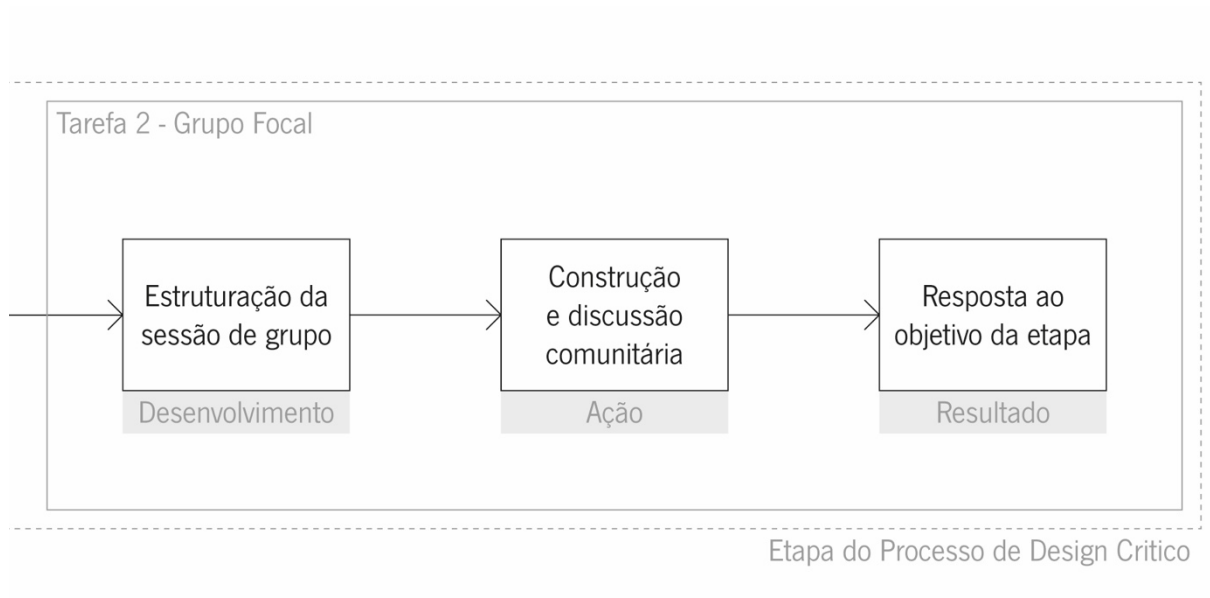 Tarefa 2 - Grupo Focal
Estruturação da
sessão de grupo
Desenvolvimento
Construção
e discussão
comunitária
Ação
Resposta ao
objetivo da etapa
Resultado
Etapa do Processo de Design Critico